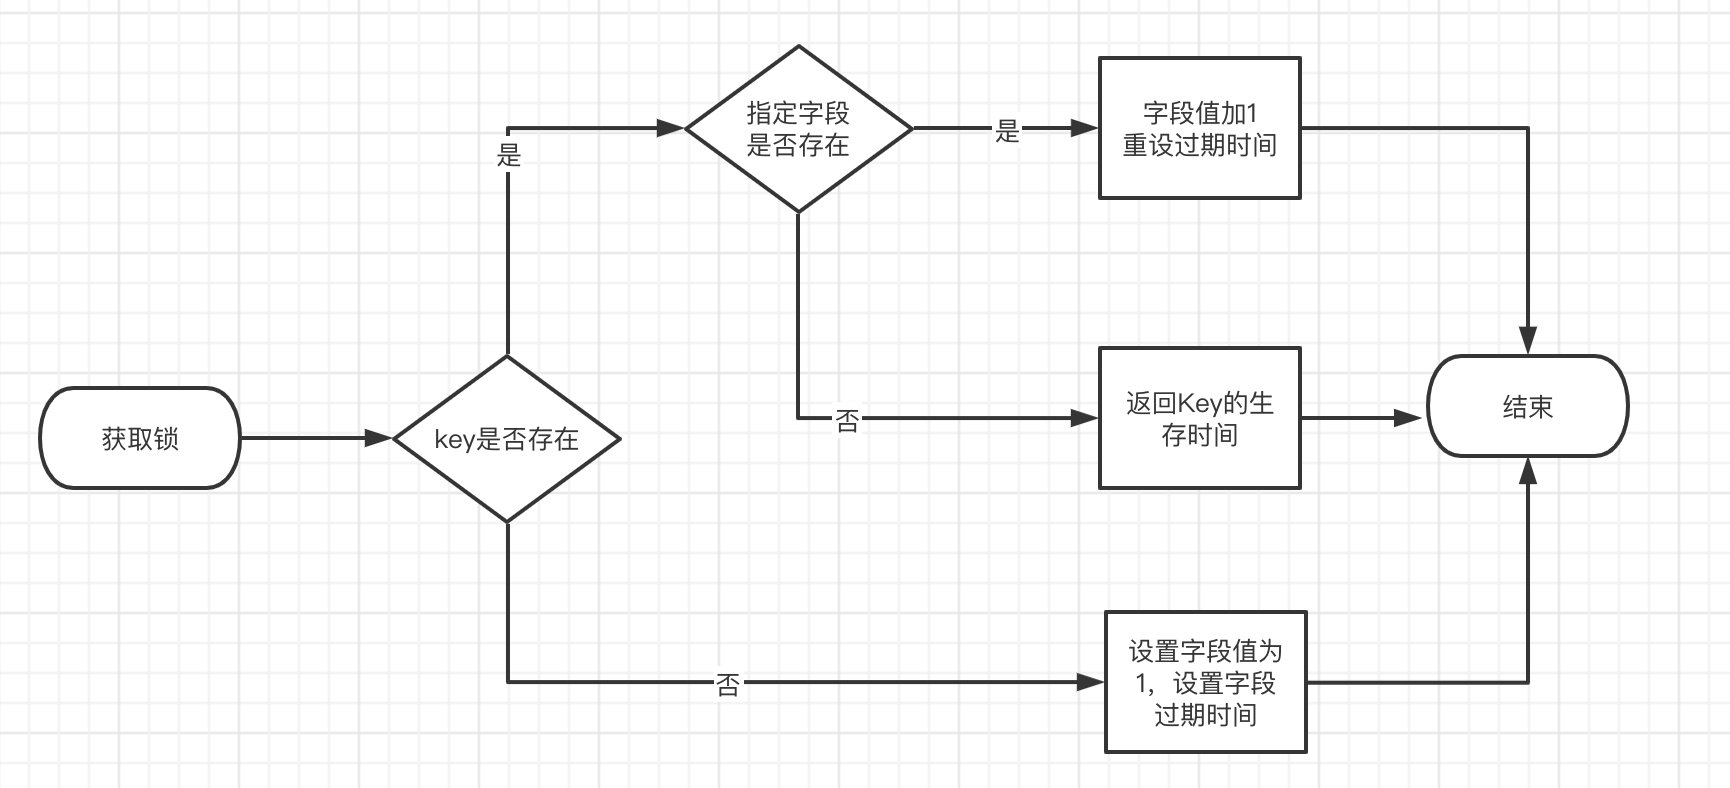 指定字段
是否存在
是
字段值加1
重设过期时间
是
获取锁
key是否存在
否
返回Key的生
存时间
结束
否
设置字段值为
1，设置字段
过期时间